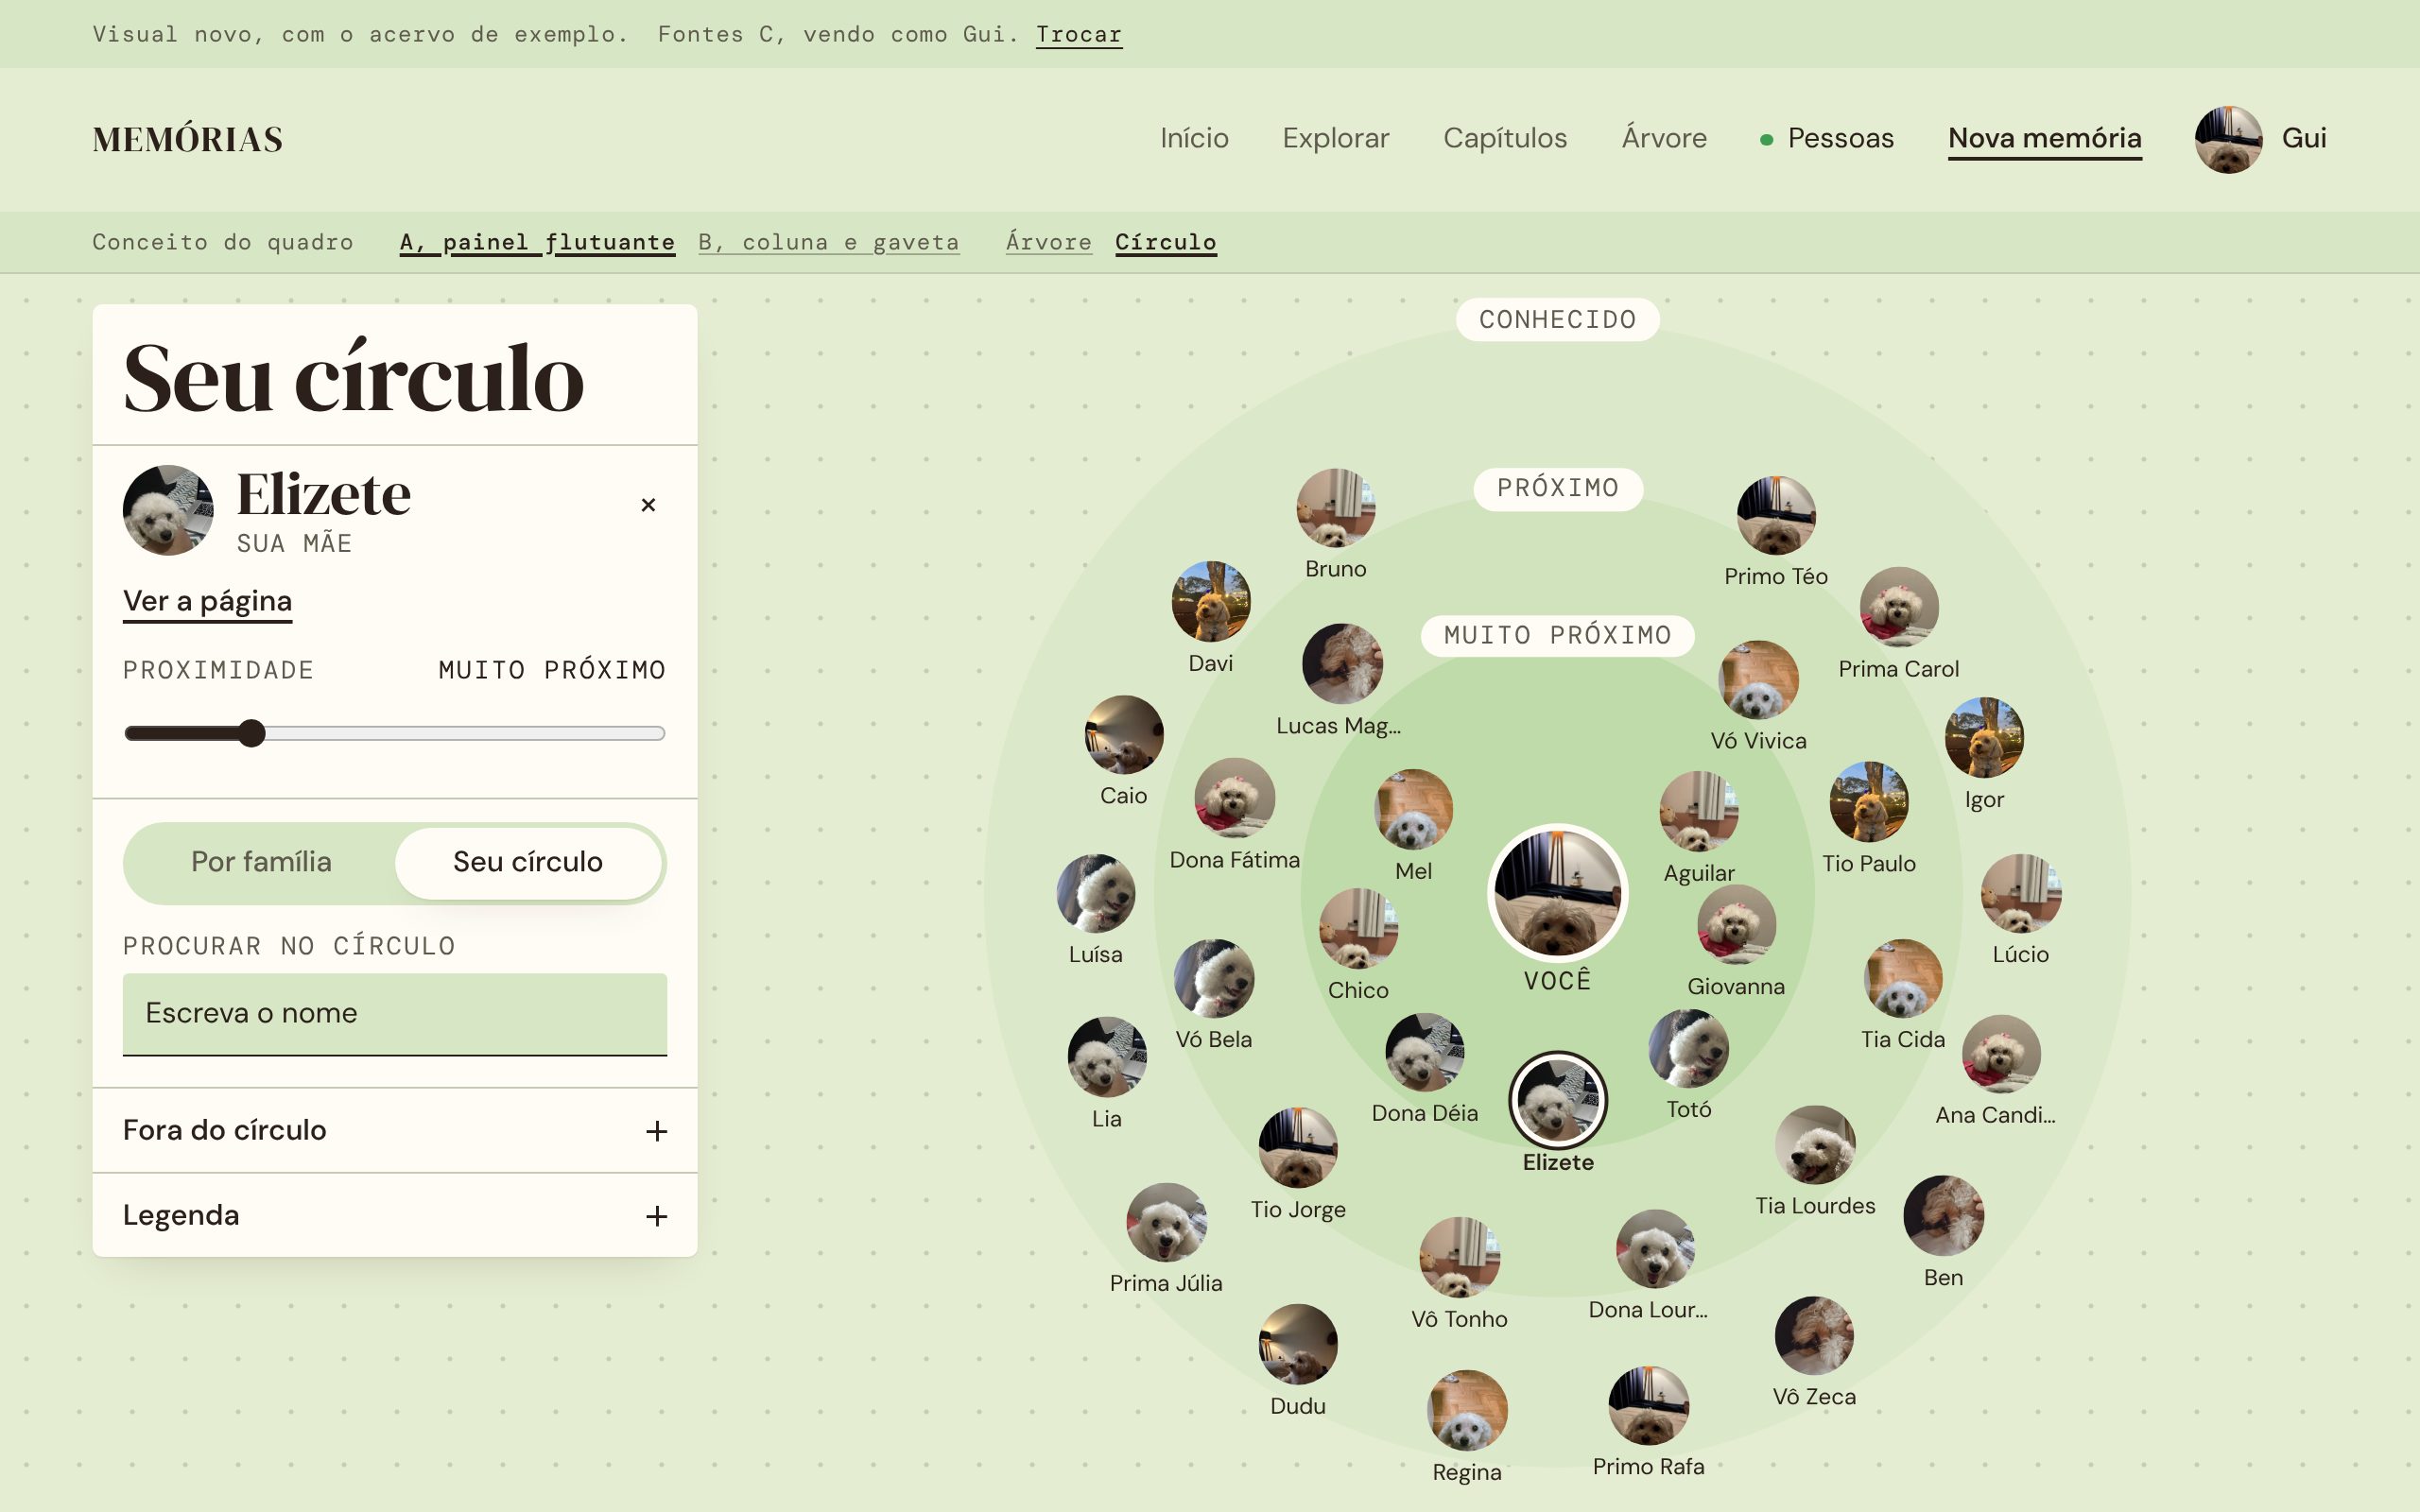 Visual novo, com o acervo de exemplo. Fontes C, vendo como Gui. Trocar
MEMÓRIAS
Início Explorar Capítulos Árvore Pessoas Nova memória Gui
Conceito do quadro A, painel flutuante B, coluna e gaveta Árvore Círculo
Seu círculo
Elizete
SUA MÃE
×
Ver a página
PROXIMIDADE MUITO PRÓXIMO
Por família Seu círculo
PROCURAR NO CÍRCULO
Escreva o nome
Fora do círculo +
Legenda +
CONHECIDO
PRÓXIMO
Bruno
Primo Téo
MUITO PRÓXIMO
Davi
Prima Carol
Lucas Mag...
Vó Vivica
Caio
Igor
Dona Fátima
Tio Paulo
Mel
Aguilar
Luísa
Lúcio
VOCÊ
Chico
Giovanna
Vó Bela
Tia Cida
Lia
Dona Déia
Totó
Ana Candi...
Elizete
Tio Jorge
Tia Lourdes
Prima Júlia
Ben
Vô Tonho
Dona Lour...
Dudu
Vô Zeca
Regina
Primo Rafa